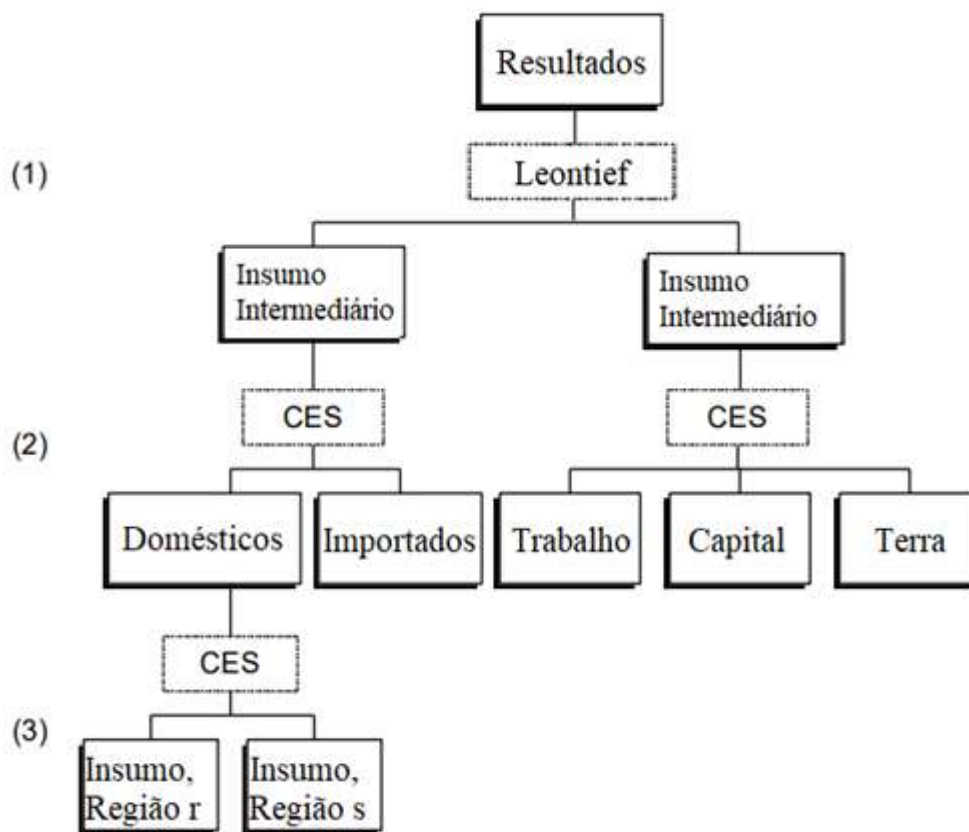 Resultados
(1)
Leontief
Insumo
Intermediário
Insumo
Intermediário
CES
CES
(2)
Domésticos
Importados
Trabalho
Capital
Terra
CES
(3)
Insumo,
Região r
Insumo,
Região s